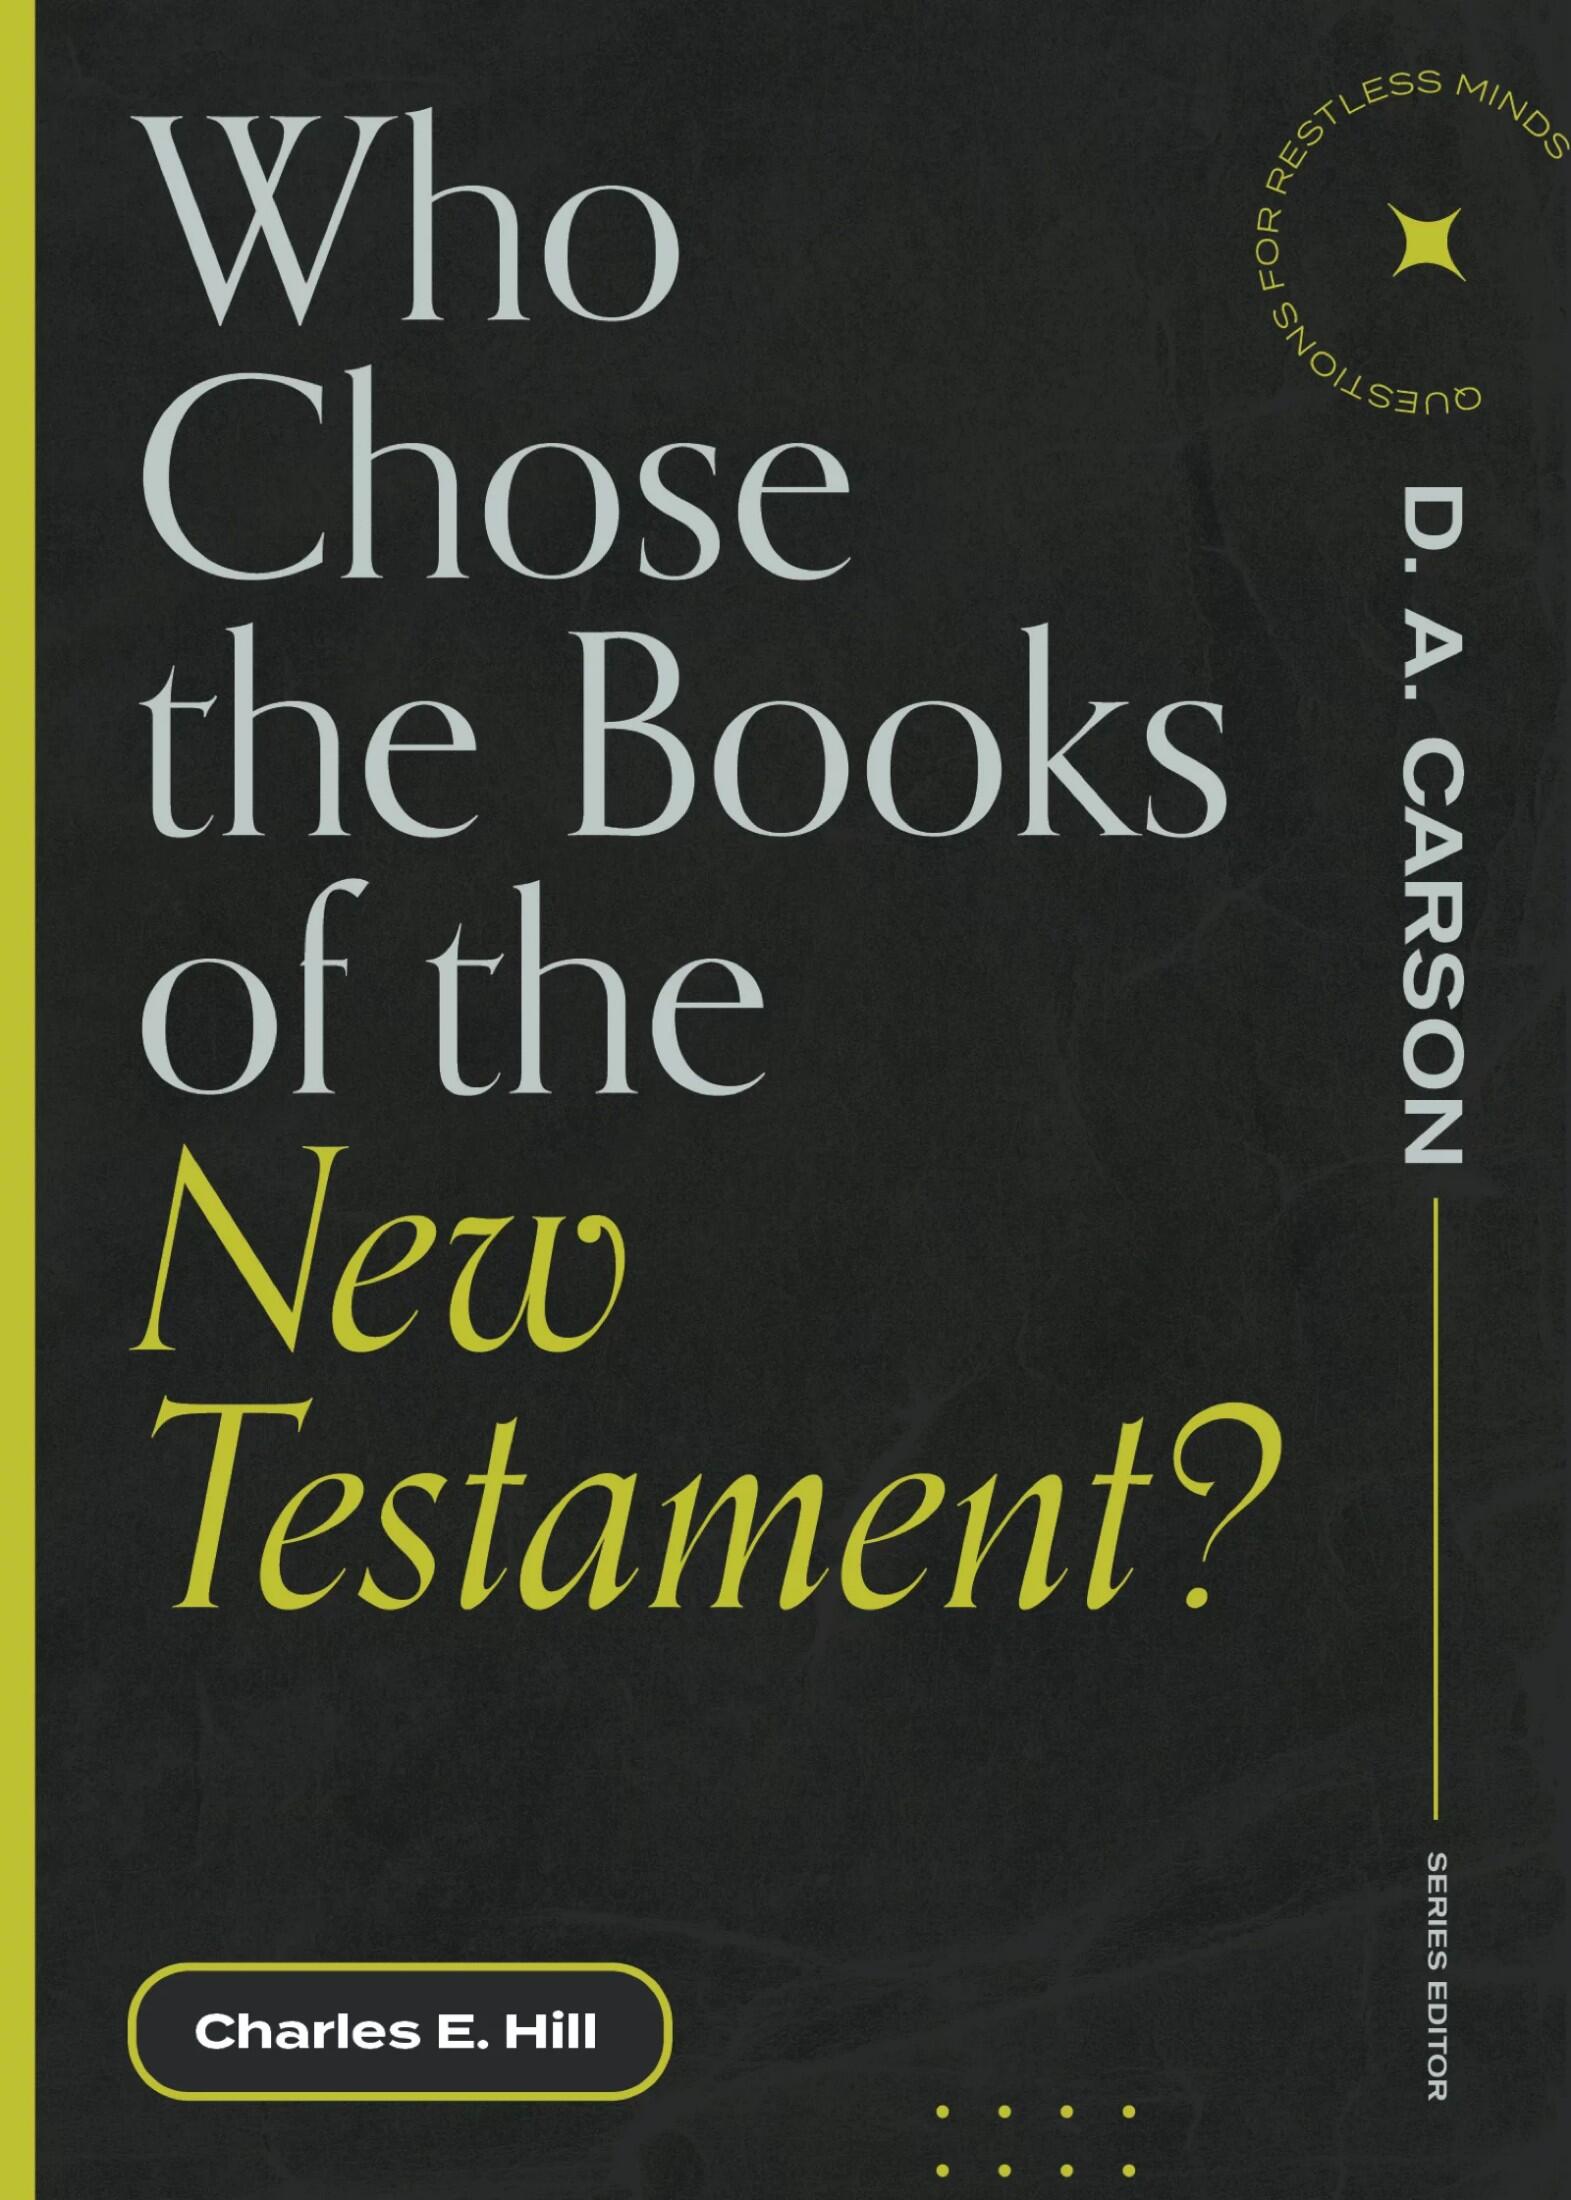 Who
Chose
the Books
of the
New
Testament?
QUESTIONS FOR RESTLESS MINDS
D. A. CARSON
SERIES EDITOR
Charles E. Hill